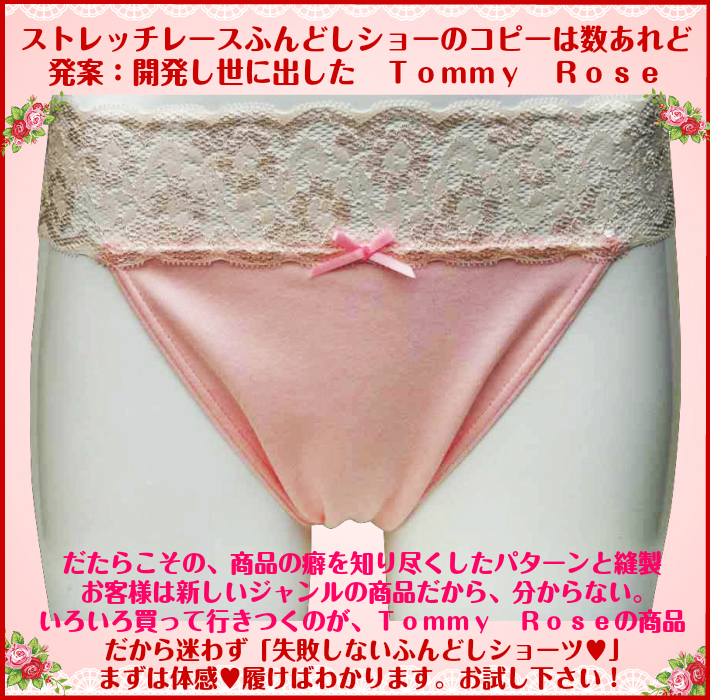 ストレッチレースふんどしショーのコピーは数あれど
発案：開発し世に出した　Ｔｏｍｍｙ　Ｒｏｓｅ
だたらこその、商品の癖を知り尽くしたパターンと縫製
お客様は新しいジャンルの商品だから、分からない。
いろいろ買って行きつくのが、Ｔｏｍｍｙ　Ｒｏｓｅの商品
だから迷わず「失敗しないふんどしショーツ♥」
まずは体感♥履けばわかります。お試し下さい！